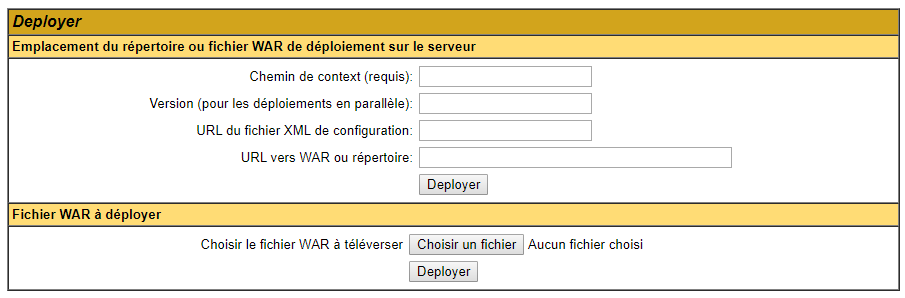 Deployer
Emplacement du répertoire ou fichier WAR de déploiement sur le serveur
Chemin de context (requis):
Version (pour les déploiements en parallèle):
URL du fichier XML de configuration:
URL vers WAR ou répertoire:
Deployer
Fichier WAR à déployer
Choisir le fichier WAR à téléverser Choisir un fichier Aucun fichier choisi
Deployer